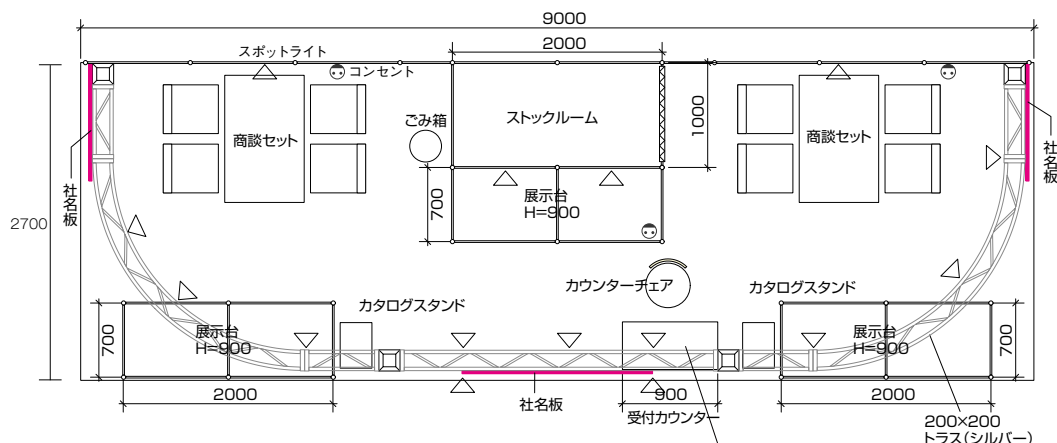 9000
2000
スポットライト
コンセント
ストックルーム
1000
ごみ箱
商談セット
商談セット
社名板
社名板
展示台
H=900
700
2700
カウンターチェア
カタログスタンド
カタログスタンド
700
展示台
H=900
展示台
H=900
700
2000
社名板
900
受付カウンター
2000
200×200
トラス(シルバー)